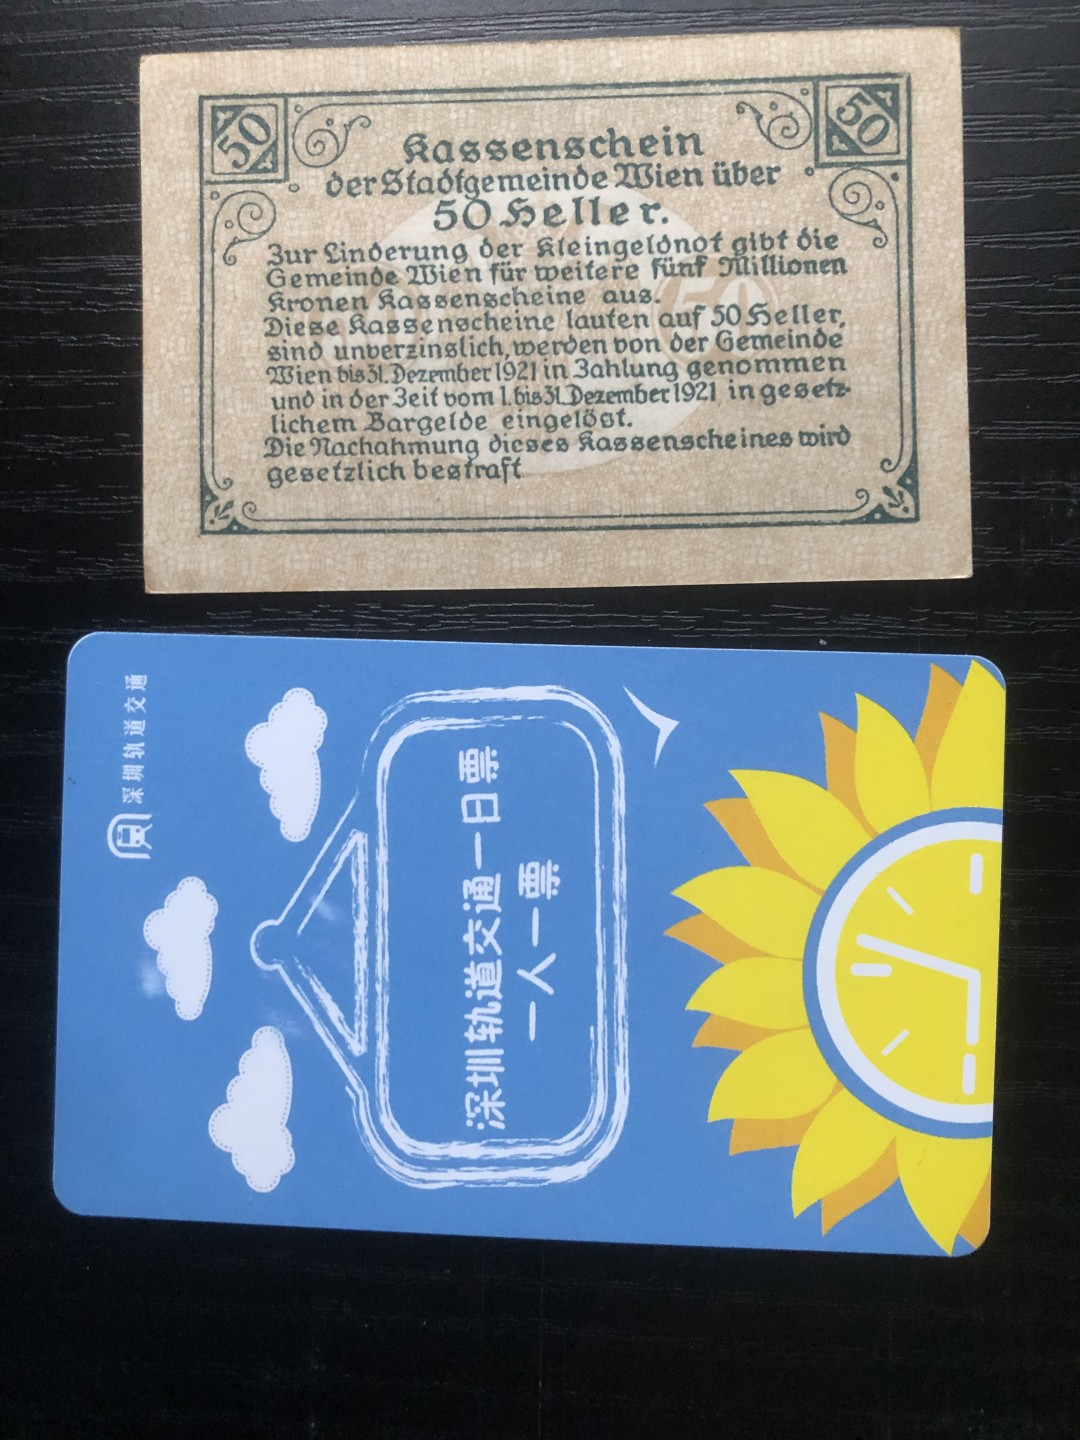 50
50
Kassenschein
der Stadtgemeinde Wien über
50 Heller.
Zur Linderung der Kleingeldnot gibt die
Gemeinde Wien für weitere fünf Millionen
Kronen Kassenscheine aus.
Diese Kassenscheine lauten auf 50 Heller,
sind unverzinslich, werden von der Gemeinde
Wien bis 31. Dezember 1921 in Zahlung genommen
und in der Zeit vom 1. bis 31. Dezember 1921 in gesetz-
lichem Bargelde eingelöst.
Die Nachahmung dieses Kassenscheines wird
gesetzlich bestraft
50
深圳轨道交通
深圳轨道交通一日票
一人一票